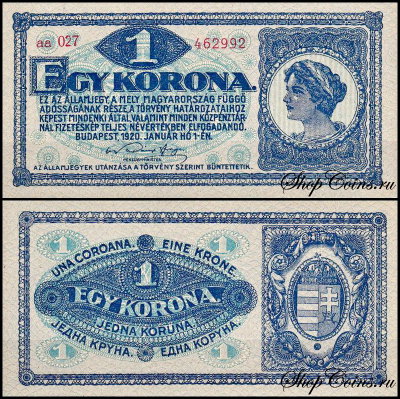 aa 027
1
462992
EGY KORONA.
EZ AZ ÁLLAMJEGY, A MELY MAGYARORSZÁG FÜGGŐ
ADÓSSÁGÁNAK RÉSZE A TÖRVÉNY HATÁROZATAIHOZ
KÉPEST MINDENKI ÁLTAL, VALAMINT MINDEN KÖZPÉNZTÁR-
NÁL FIZETÉSKÉP TELJES NÉVÉRTÉKBEN ELFOGADANDÓ.
BUDAPEST, 1920. JANUÁR HÓ 1-ÉN.
PÉNZÜGYMINISTER.
AZ ÁLLAMJEGYEK UTÁNZÁSA A TÖRVÉNY SZERINT BÜNTETTETIK.
ShopCoins.ru
1
1
UNA COROANA.
EINE KRONE.
1
EGY KORONA.
JEDNA KORUNA.
ЈЕДНА КРУНА.
ЕДНА КОРУНА.
1
1
ShopCoins.ru